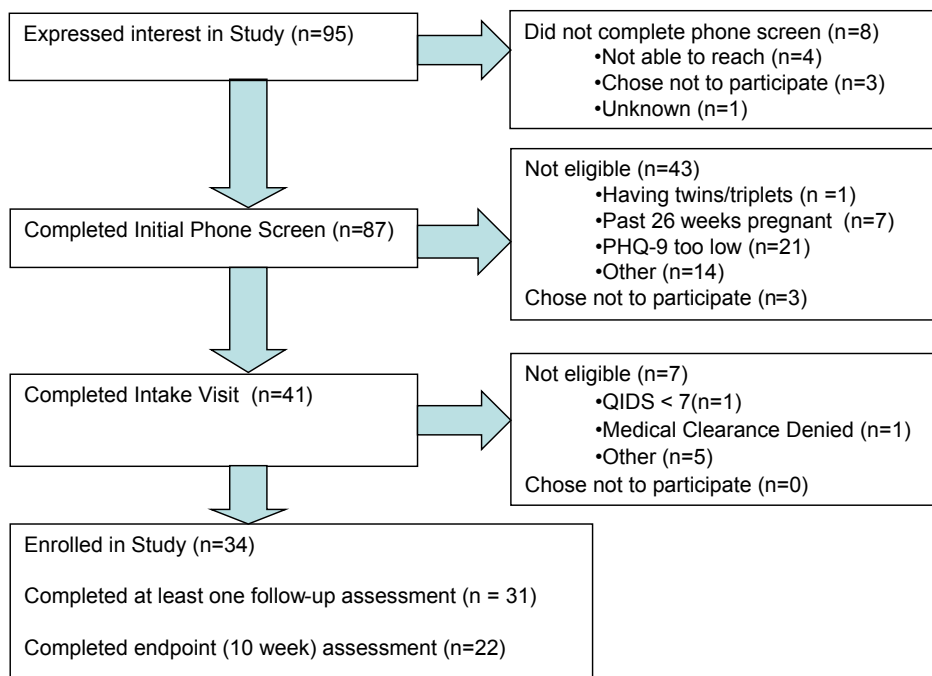 Expressed interest in Study (n=95)
Did not complete phone screen (n=8)
•Not able to reach (n=4)
•Chose not to participate (n=3)
•Unknown (n=1)
Completed Initial Phone Screen (n=87)
Not eligible (n=43)
•Having twins/triplets (n =1)
•Past 26 weeks pregnant (n=7)
•PHQ-9 too low (n=21)
•Other (n=14)
Chose not to participate (n=3)
Completed Intake Visit (n=41)
Not eligible (n=7)
•QIDS < 7(n=1)
•Medical Clearance Denied (n=1)
•Other (n=5)
Chose not to participate (n=0)
Enrolled in Study (n=34)
Completed at least one follow-up assessment (n = 31)
Completed endpoint (10 week) assessment (n=22)